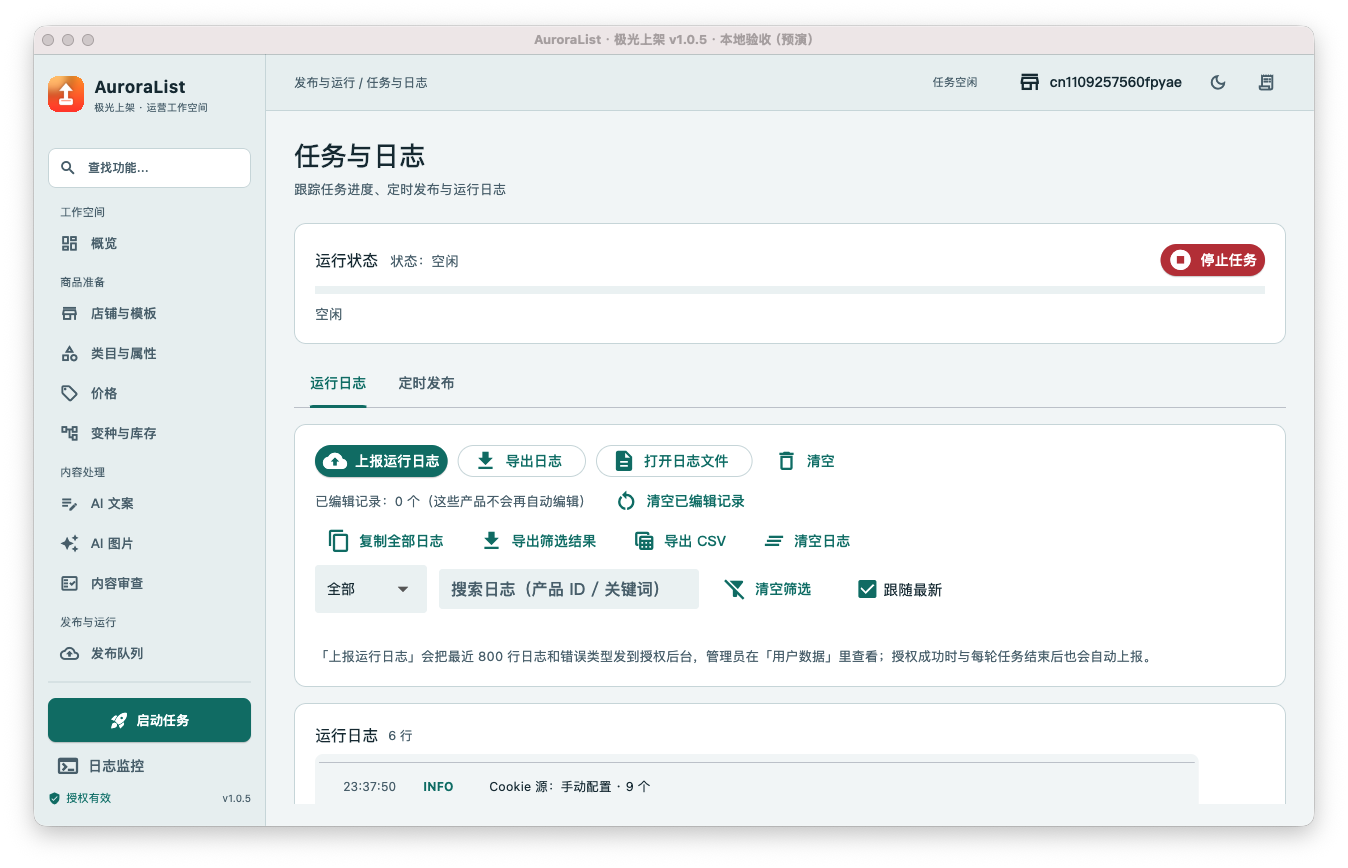 AuroraList · 极光上架 v1.0.5 · 本地验收 (预演)
AuroraList
极光上架 · 运营工作空间
查找功能...
工作空间
概览
商品准备
店铺与模板
类目与属性
价格
变种与库存
内容处理
AI 文案
AI 图片
内容审查
发布与运行
发布队列
启动任务
日志监控
授权有效 v1.0.5
发布与运行 / 任务与日志 任务空闲 cn1109257560fpyae
任务与日志
跟踪任务进度、定时发布与运行日志
运行状态 状态：空闲 停止任务
空闲
运行日志 定时发布
上报运行日志 导出日志 打开日志文件 清空
已编辑记录：0 个（这些产品不会再自动编辑） 清空已编辑记录
复制全部日志 导出筛选结果 导出 CSV 清空日志
全部 搜索日志（产品 ID / 关键词） 清空筛选 跟随最新
「上报运行日志」会把最近 800 行日志和错误类型发到授权后台，管理员在「用户数据」里查看；授权成功时与每轮任务结束后也会自动上报。
运行日志 6 行
23:37:50 INFO Cookie 源：手动配置 · 9 个